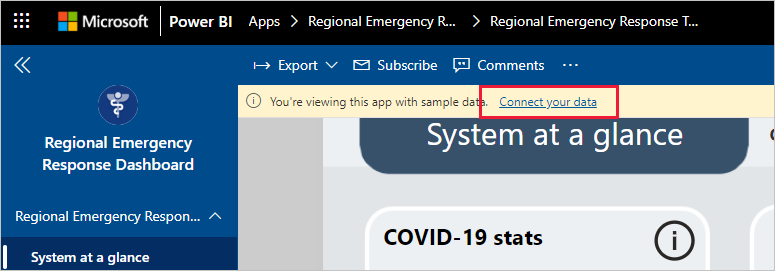 Microsoft Power BI Apps > Regional Emergency R... > Regional Emergency Response T...
Export Subscribe Comments ...
You're viewing this app with sample data. Connect your data
Regional Emergency
Response Dashboard
Regional Emergency Respon...
System at a glance
System at a glance
COVID-19 stats